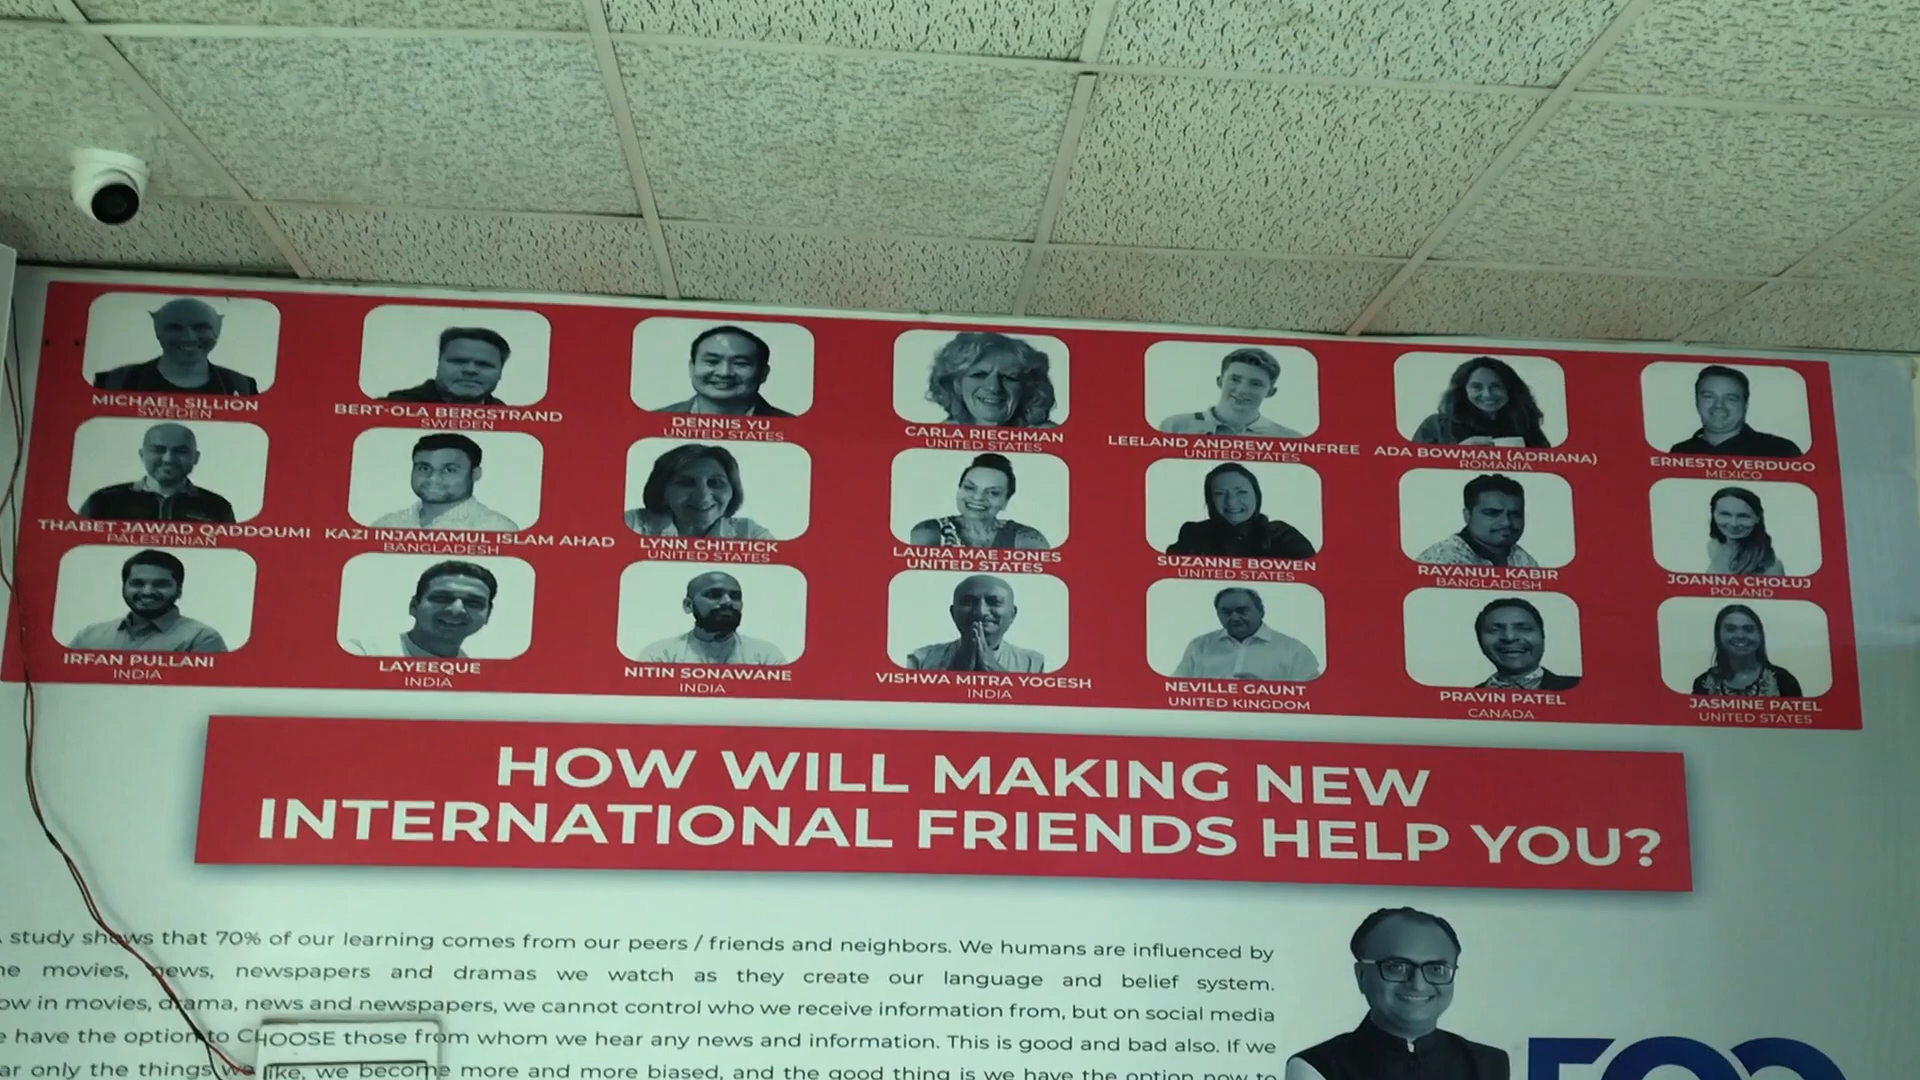 MICHAEL SILLION
SWEDEN
BERT-OLA BERGSTRAND
SWEDEN
DENNIS YU
UNITED STATES
CARLA RIECHMAN
UNITED STATES
LEELAND ANDREW WINFREE
UNITED STATES
ADA BOWMAN (ADRIANA)
ROMANIA
ERNESTO VERDUGO
MEXICO
THABET JAWAD QADDOUMI
PALESTINIAN
KAZI INJAMAMUL ISLAM AHAD
BANGLADESH
LYNN CHITTICK
UNITED STATES
LAURA MAE JONES
UNITED STATES
SUZANNE BOWEN
UNITED STATES
RAYANUL KABIR
BANGLADESH
JOANNA CHOŁUJ
POLAND
IRFAN PULLANI
INDIA
LAYEEQUE
INDIA
NITIN SONAWANE
INDIA
VISHWA MITRA YOGESH
INDIA
NEVILLE GAUNT
UNITED KINGDOM
PRAVIN PATEL
CANADA
JASMINE PATEL
UNITED STATES
HOW WILL MAKING NEW
INTERNATIONAL FRIENDS HELP YOU?
study shows that 70% of our learning comes from our peers / friends and neighbors. We humans are influenced by
movies, news, newspapers and dramas we watch as they create our language and belief system.
in movies, drama, news and newspapers, we cannot control who we receive information from, but on social media
have the option to CHOOSE those from whom we hear any news and information. This is good and bad also. If we
only the things we like, we become more and more biased, and the good thing is we have the option now to